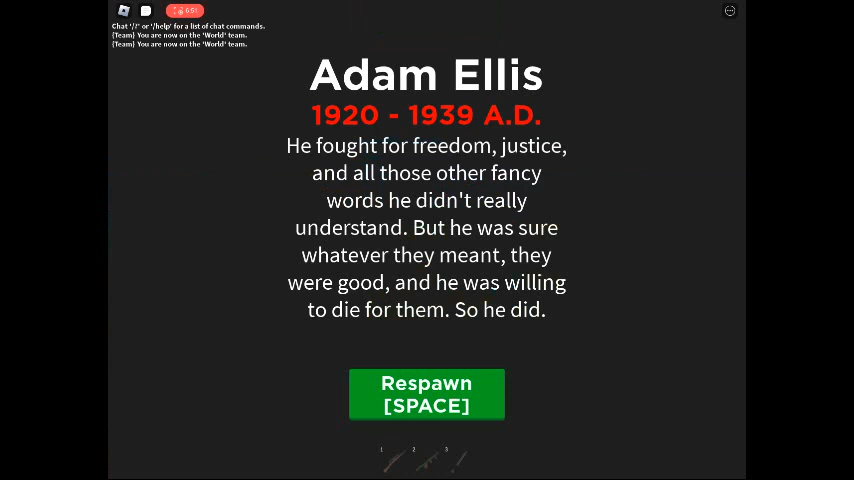 6:51
Chat '/?' or '/help' for a list of chat commands.
{Team} You are now on the 'World' team.
{Team} You are now on the 'World' team.
Adam Ellis
1920 - 1939 A.D.
He fought for freedom, justice,
and all those other fancy
words he didn't really
understand. But he was sure
whatever they meant, they
were good, and he was willing
to die for them. So he did.
Respawn
[SPACE]
1 2 3